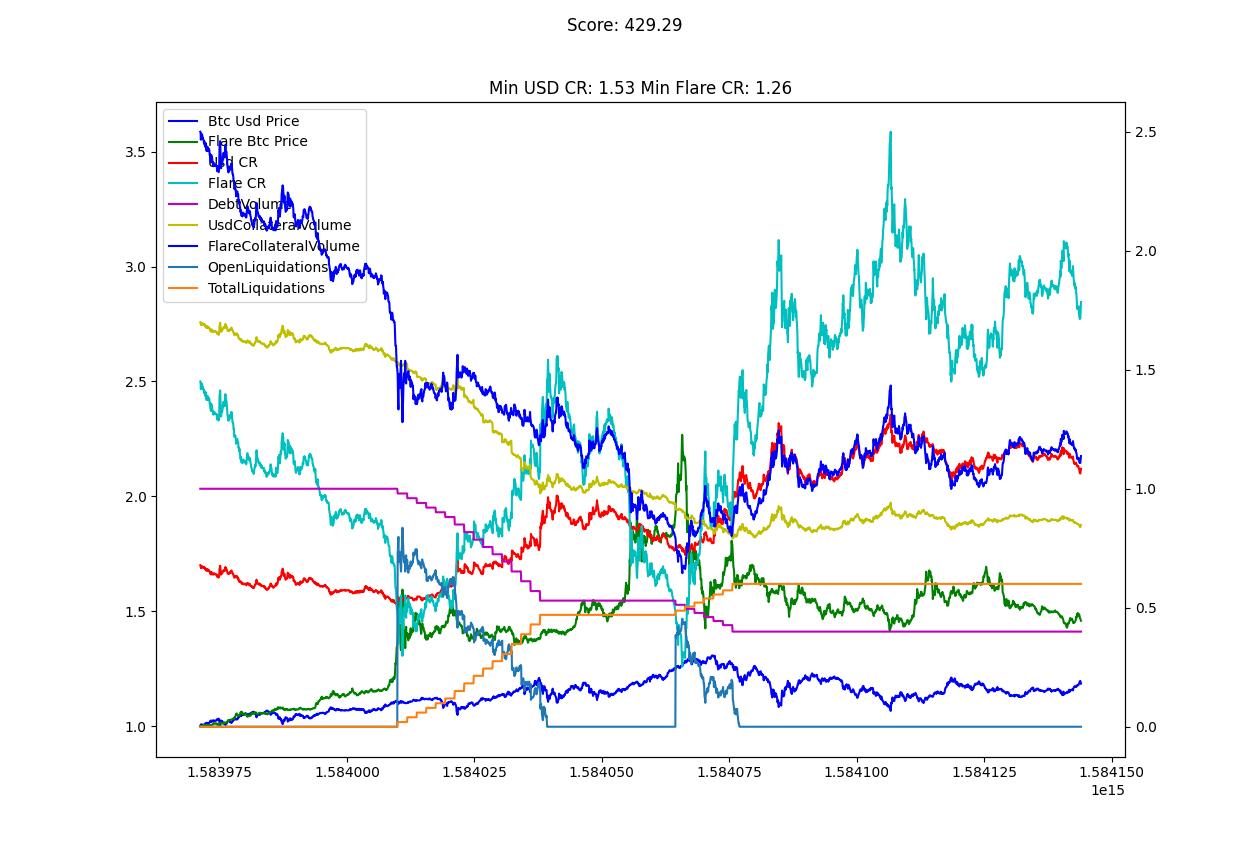 Score: 429.29
Min USD CR: 1.53 Min Flare CR: 1.26
Btc Usd Price
Flare Btc Price
Usd CR
Flare CR
DebtVolume
UsdCollateralVolume
FlareCollateralVolume
OpenLiquidations
TotalLiquidations
3.5
3.0
2.5
2.0
1.5
1.0
2.5
2.0
1.5
1.0
0.5
0.0
1.583975 1.584000 1.584025 1.584050 1.584075 1.584100 1.584125 1.584150
1e15